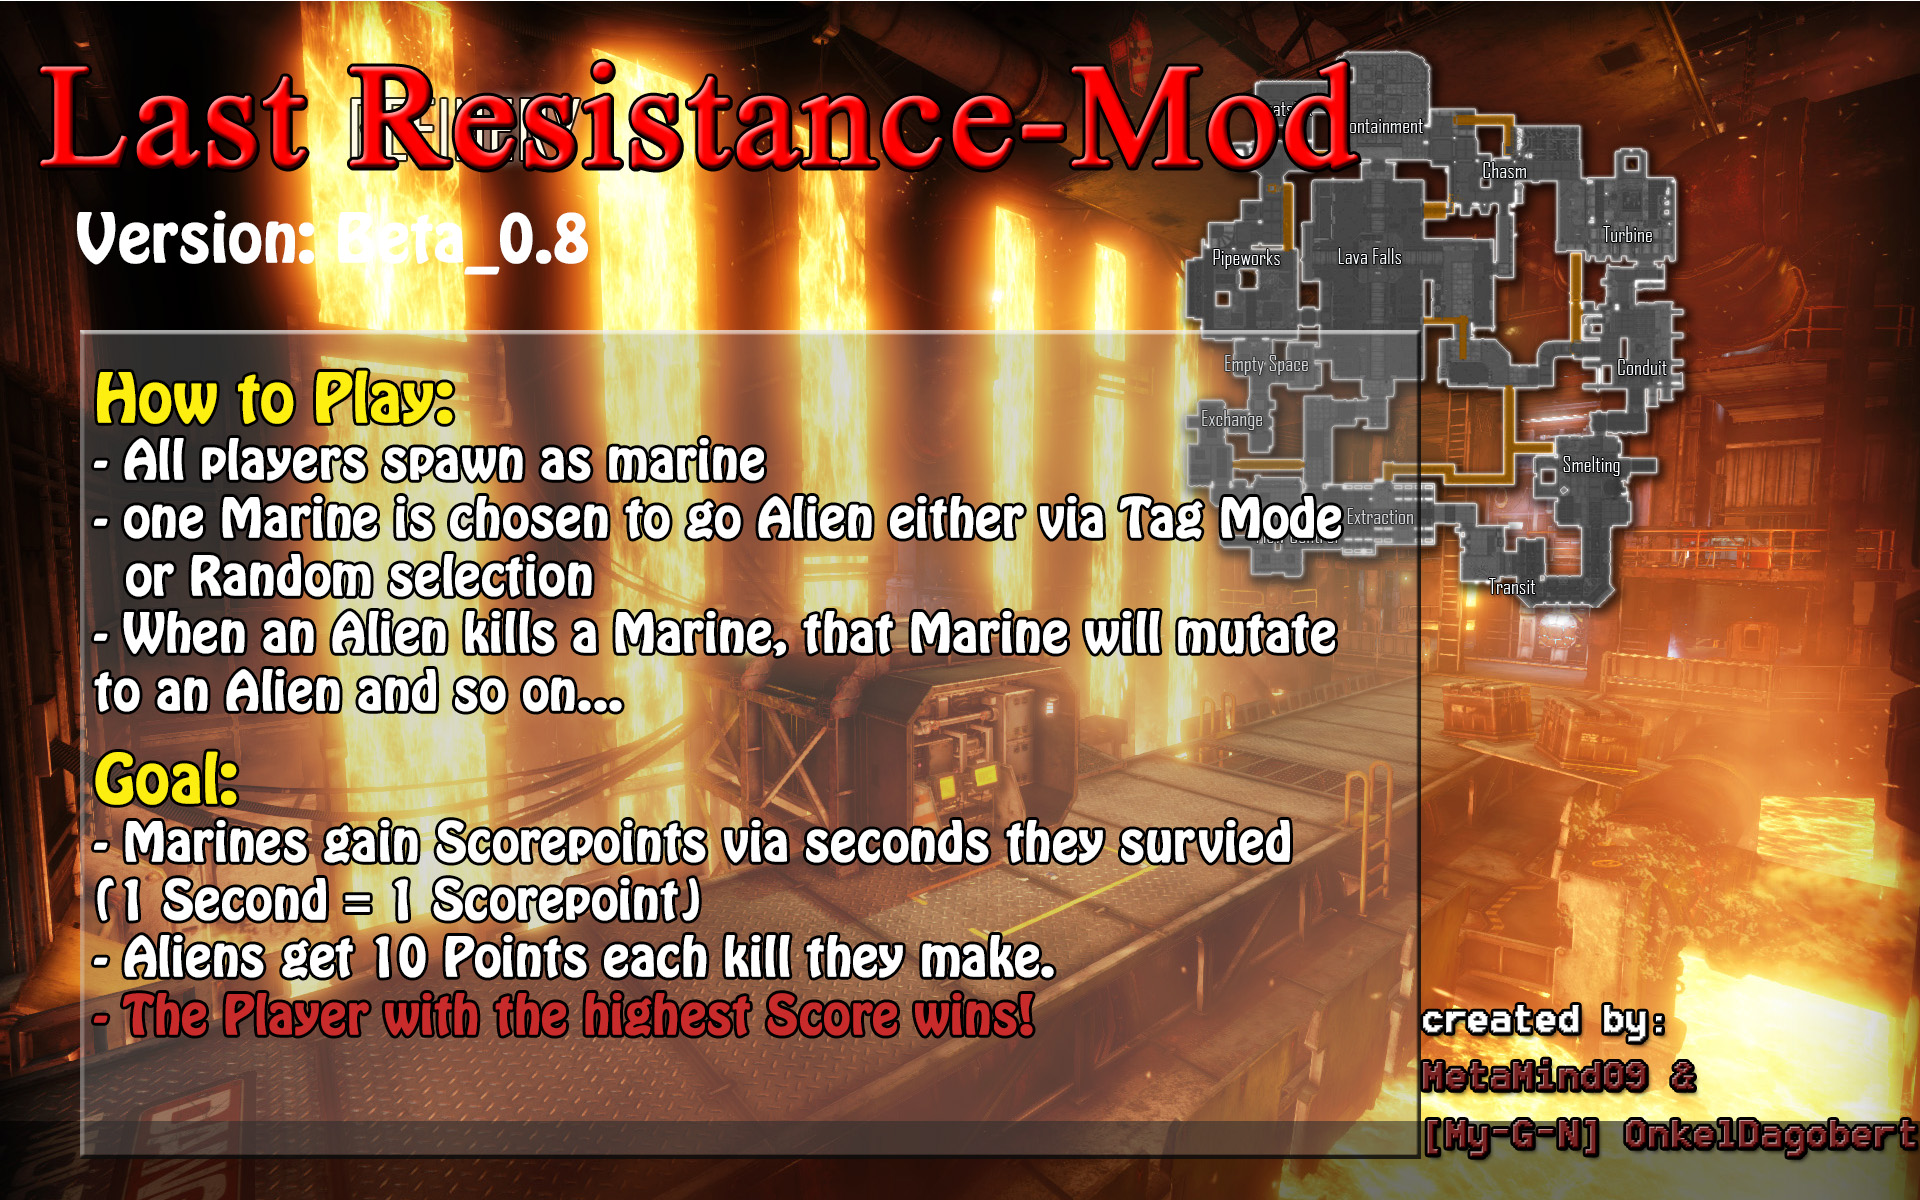 Last Resistance-Mod
Version: Beta_0.8
Containment
Chasm
Turbine
Pipeworks
Lava Falls
Empty Space
Conduit
Exchange
Smelting
Extraction
Transit
How to Play:
- All players spawn as marine
- one Marine is chosen to go Alien either via Tag Mode
or Random selection
- When an Alien kills a Marine, that Marine will mutate
to an Alien and so on...
Goal:
- Marines gain Scorepoints via seconds they survied
(1 Second = 1 Scorepoint)
- Aliens get 10 Points each kill they make.
- The Player with the highest Score wins!
created by:
MetaMind09 &
[My-G-N] OnkelDagobert